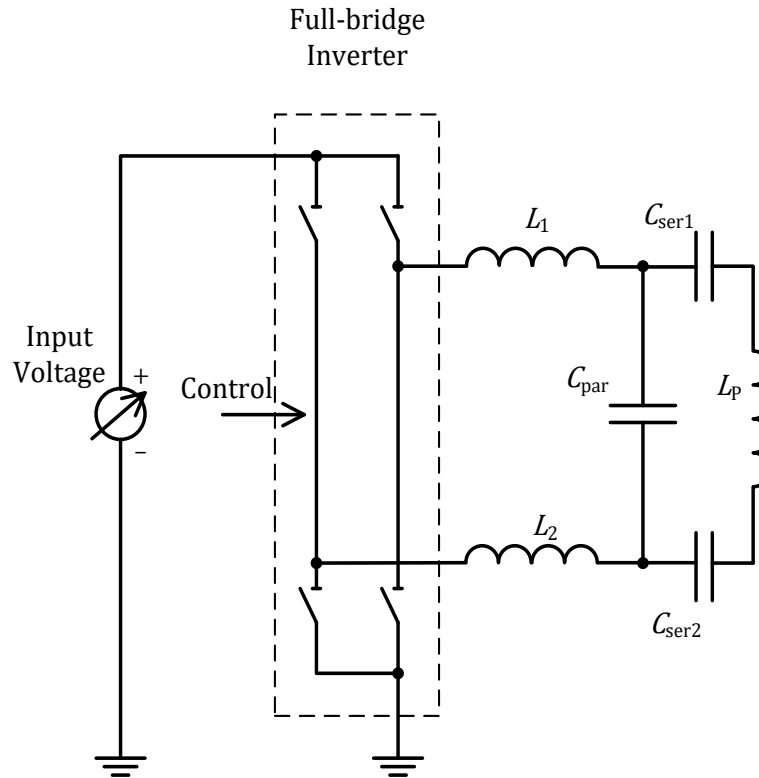 Full-bridge
Inverter
L1
Cser1
Input
Voltage
+
−
Control
Cpar
LP
L2
Cser2